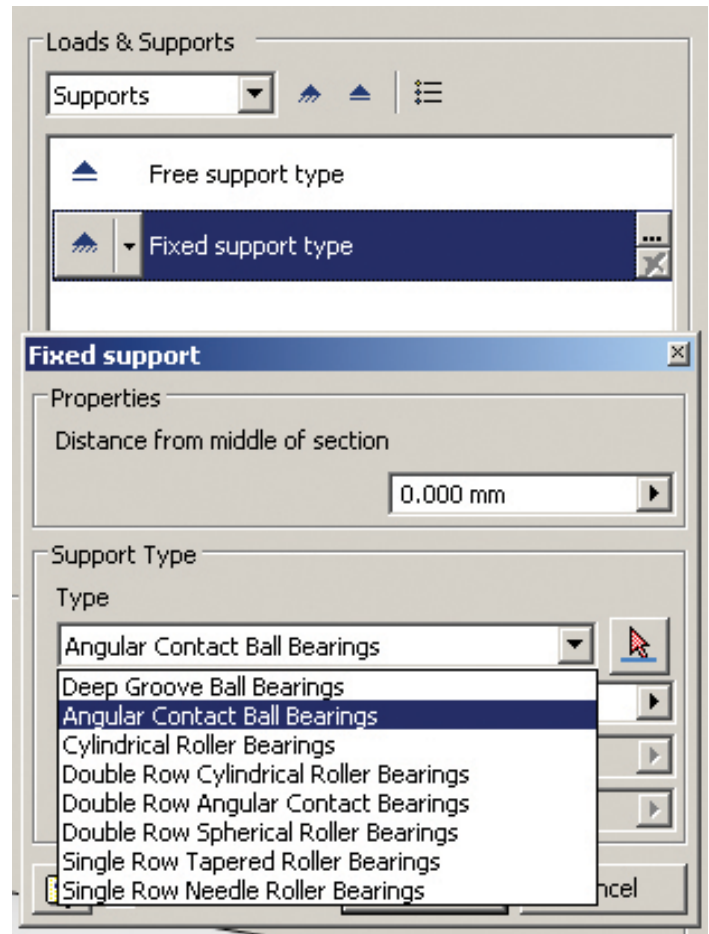 Loads & Supports
Supports
Free support type
Fixed support type
...
Fixed support
Properties
Distance from middle of section
0.000 mm
Support Type
Type
Angular Contact Ball Bearings
Deep Groove Ball Bearings
Angular Contact Ball Bearings
Cylindrical Roller Bearings
Double Row Cylindrical Roller Bearings
Double Row Angular Contact Bearings
Double Row Spherical Roller Bearings
Single Row Tapered Roller Bearings
Single Row Needle Roller Bearings
ncel